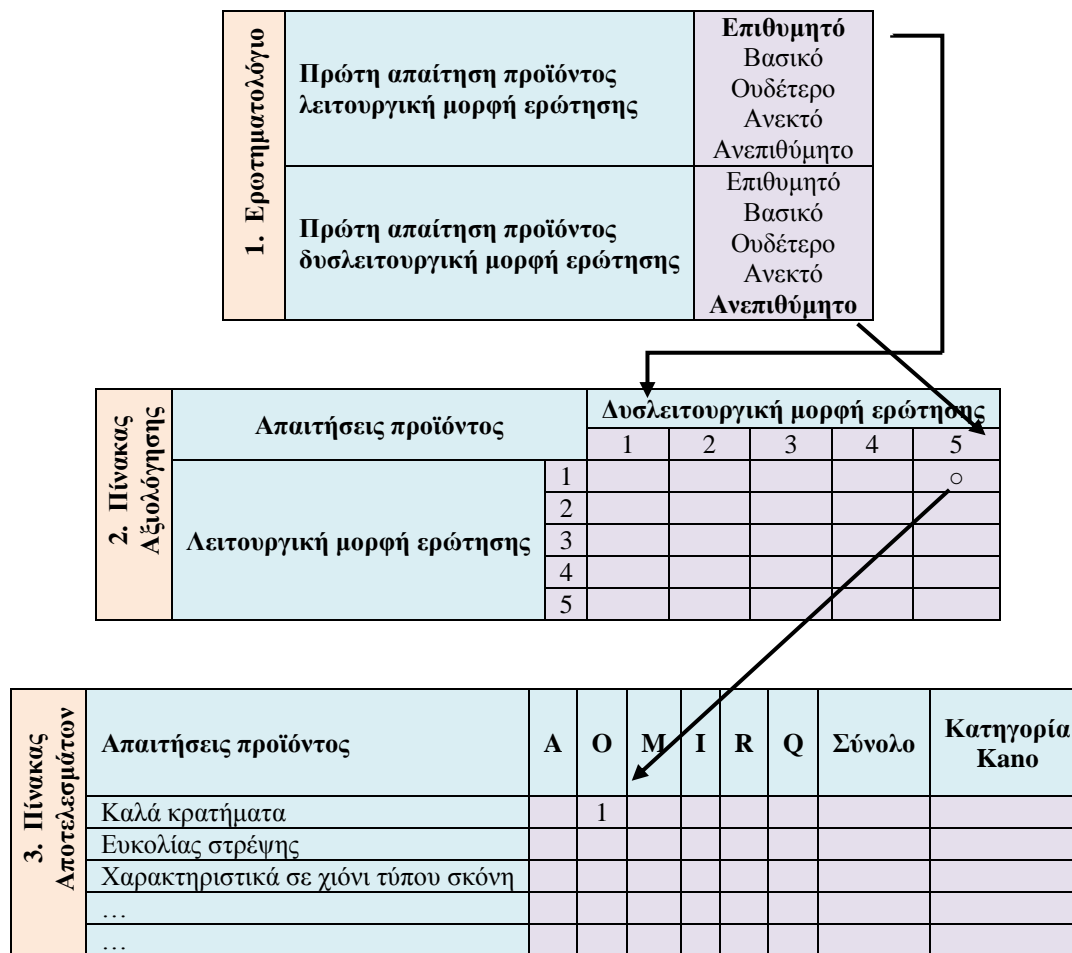 1. Ερωτηματολόγιο
Πρώτη απαίτηση προϊόντος
λειτουργική μορφή ερώτησης
Επιθυμητό
Βασικό
Ουδέτερο
Ανεκτό
Ανεπιθύμητο
Πρώτη απαίτηση προϊόντος
δυσλειτουργική μορφή ερώτησης
Επιθυμητό
Βασικό
Ουδέτερο
Ανεκτό
Ανεπιθύμητο
2. Πίνακας
Αξιολόγησης
Απαιτήσεις προϊόντος
Δυσλειτουργική μορφή ερώτησης
1 2 3 4 5
Λειτουργική μορφή ερώτησης
1 ○
2
3
4
5
3. Πίνακας
Αποτελεσμάτων
Απαιτήσεις προϊόντος A O M I R Q Σύνολο Κατηγορία
Kano
Καλά κρατήματα 1
Ευκολίας στρέψης
Χαρακτηριστικά σε χιόνι τύπου σκόνη
…
…